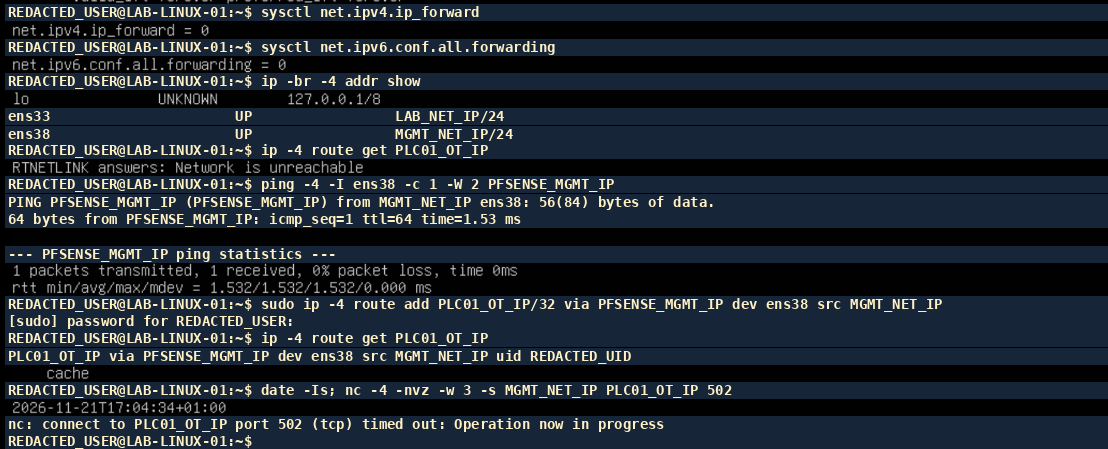 REDACTED_USER@LAB-LINUX-01:~$ sysctl net.ipv4.ip_forward
net.ipv4.ip_forward = 0
REDACTED_USER@LAB-LINUX-01:~$ sysctl net.ipv6.conf.all.forwarding
net.ipv6.conf.all.forwarding = 0
REDACTED_USER@LAB-LINUX-01:~$ ip -br -4 addr show
lo UNKNOWN 127.0.0.1/8
ens33 UP LAB_NET_IP/24
ens38 UP MGMT_NET_IP/24
REDACTED_USER@LAB-LINUX-01:~$ ip -4 route get PLC01_OT_IP
RTNETLINK answers: Network is unreachable
REDACTED_USER@LAB-LINUX-01:~$ ping -4 -I ens38 -c 1 -W 2 PFSENSE_MGMT_IP
PING PFSENSE_MGMT_IP (PFSENSE_MGMT_IP) from MGMT_NET_IP ens38: 56(84) bytes of data.
64 bytes from PFSENSE_MGMT_IP: icmp_seq=1 ttl=64 time=1.53 ms
--- PFSENSE_MGMT_IP ping statistics ---
1 packets transmitted, 1 received, 0% packet loss, time 0ms
rtt min/avg/max/mdev = 1.532/1.532/1.532/0.000 ms
REDACTED_USER@LAB-LINUX-01:~$ sudo ip -4 route add PLC01_OT_IP/32 via PFSENSE_MGMT_IP dev ens38 src MGMT_NET_IP
[sudo] password for REDACTED_USER:
REDACTED_USER@LAB-LINUX-01:~$ ip -4 route get PLC01_OT_IP
PLC01_OT_IP via PFSENSE_MGMT_IP dev ens38 src MGMT_NET_IP uid REDACTED_UID
cache
REDACTED_USER@LAB-LINUX-01:~$ date -Is; nc -4 -nvz -w 3 -s MGMT_NET_IP PLC01_OT_IP 502
2026-11-21T17:04:34+01:00
nc: connect to PLC01_OT_IP port 502 (tcp) timed out: Operation now in progress
REDACTED_USER@LAB-LINUX-01:~$